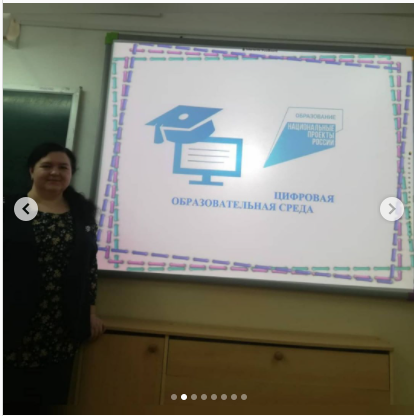 ОБРАЗОВАНИЕ
НАЦИОНАЛЬНЫЕ
ПРОЕКТЫ
РОССИИ
ЦИФРОВАЯ
ОБРАЗОВАТЕЛЬНАЯ СРЕДА